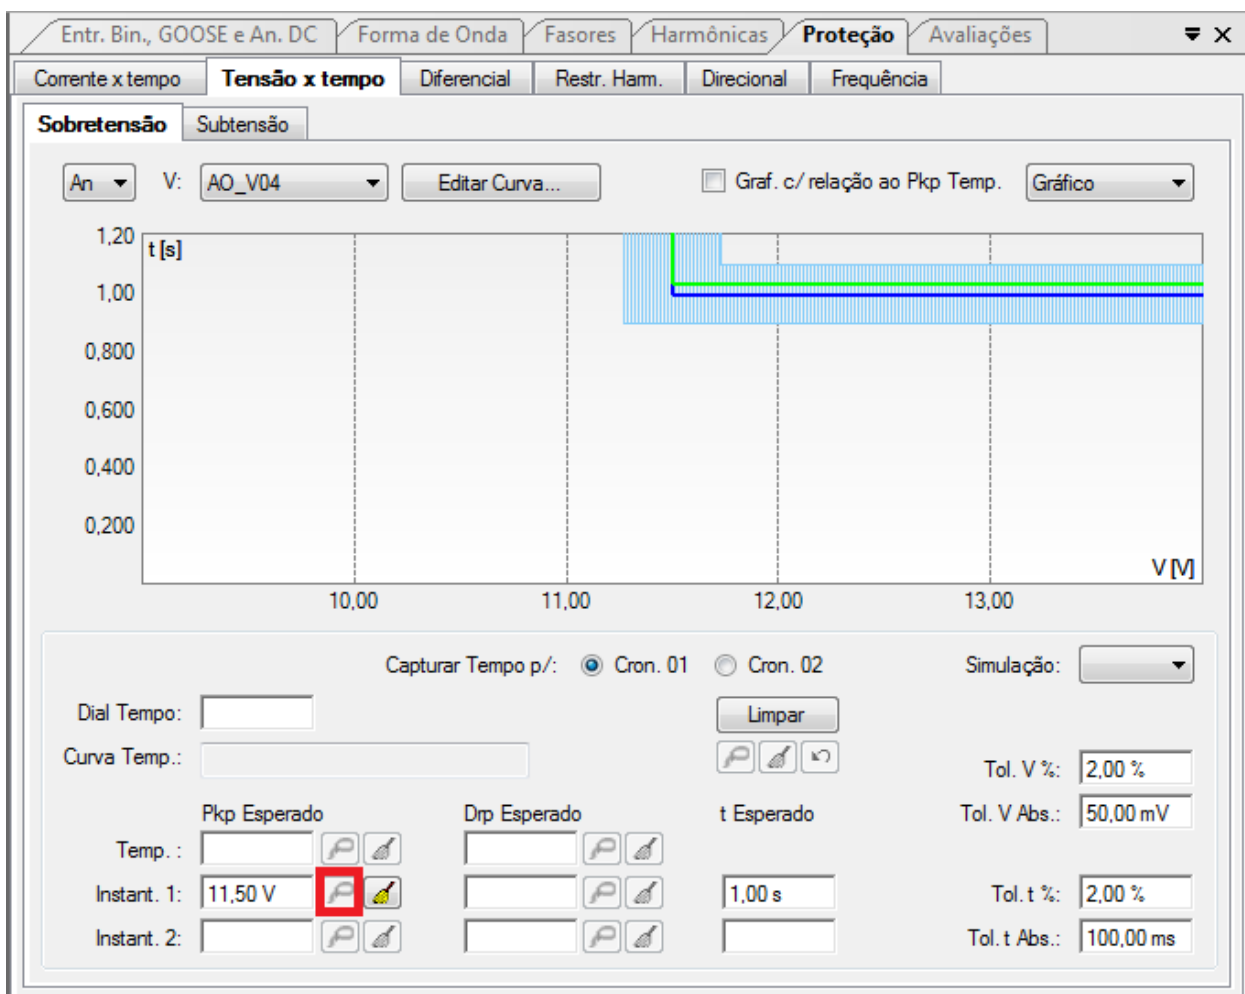 Entr. Bin., GOOSE e An. DC Forma de Onda Fasores Harmônicas Proteção Avaliações
Corrente x tempo Tensão x tempo Diferencial Restr. Harm. Direcional Frequência
Sobretensão Subtensão
An V: AO_V04 Editar Curva... Graf. c/ relação ao Pkp Temp. Gráfico
1,20
t [s]
1,00
0,800
0,600
0,400
0,200
V [V]
10,00 11,00 12,00 13,00
Capturar Tempo p/: Cron. 01 Cron. 02 Simulação:
Dial Tempo: Limpar
Curva Temp.: Tol. V %: 2,00 %
Pkp Esperado Drp Esperado t Esperado Tol. V Abs.: 50,00 mV
Temp. :
Instant. 1: 11,50 V 1,00 s Tol. t %: 2,00 %
Instant. 2: Tol. t Abs.: 100,00 ms